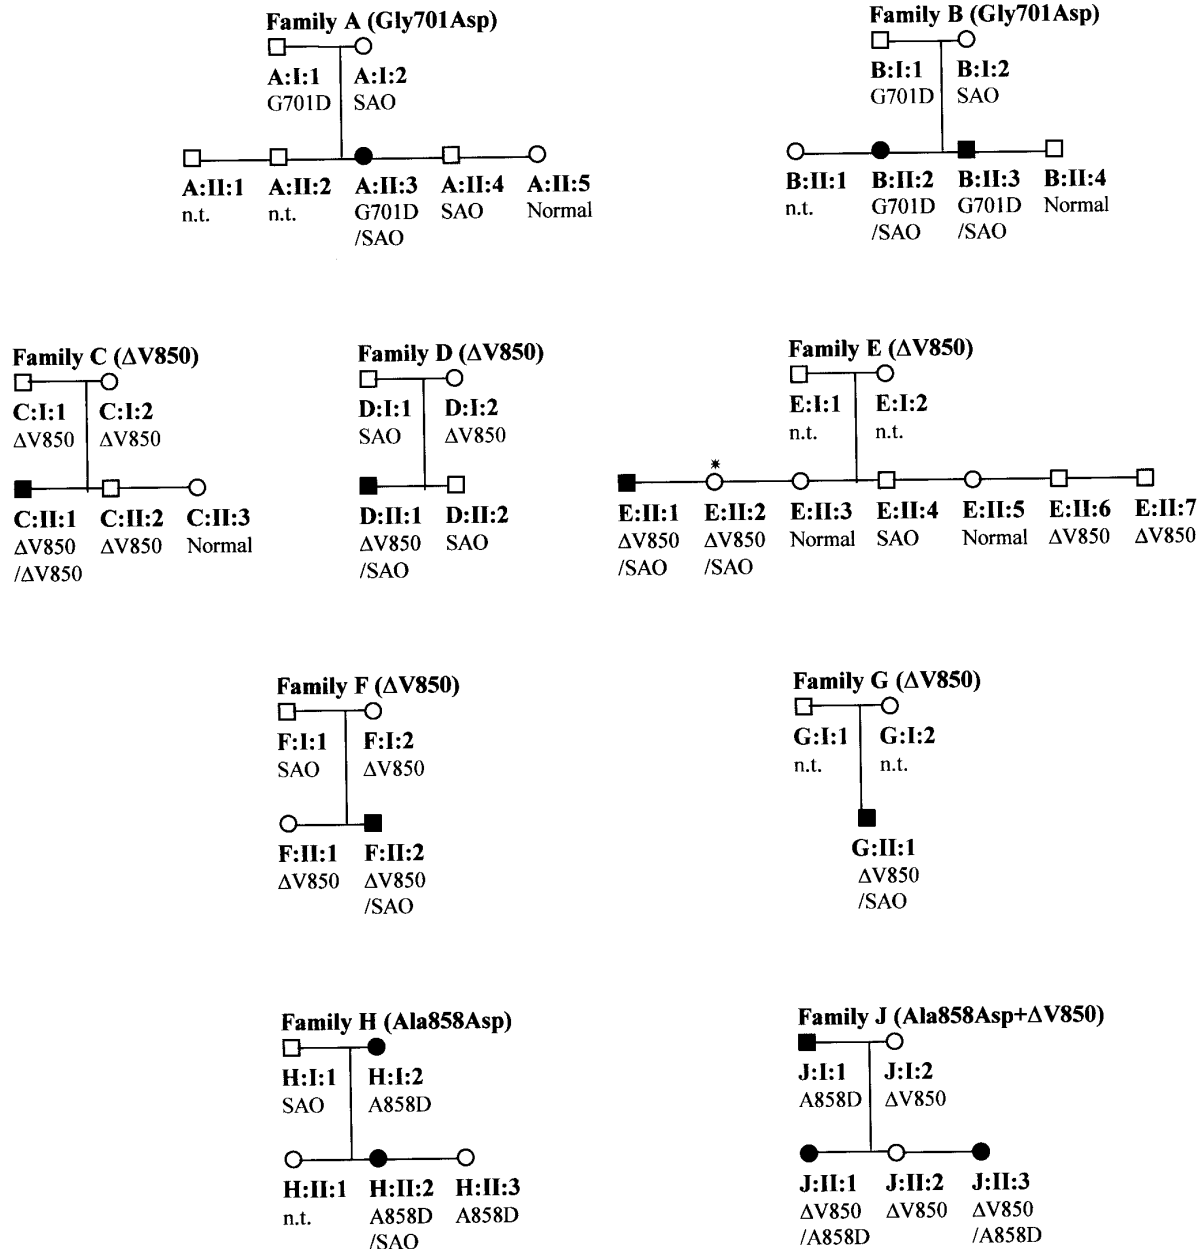 Family A (Gly701Asp)
A:I:1 A:I:2
G701D SAO
A:II:1 A:II:2 A:II:3 A:II:4 A:II:5
n.t. n.t. G701D SAO Normal
/SAO
Family B (Gly701Asp)
B:I:1 B:I:2
G701D SAO
B:II:1 B:II:2 B:II:3 B:II:4
n.t. G701D G701D Normal
/SAO /SAO
Family C (ΔV850)
C:I:1 C:I:2
ΔV850 ΔV850
C:II:1 C:II:2 C:II:3
ΔV850 ΔV850 Normal
/ΔV850
Family D (ΔV850)
D:I:1 D:I:2
SAO ΔV850
D:II:1 D:II:2
ΔV850 SAO
/SAO
Family E (ΔV850)
E:I:1 E:I:2
n.t. n.t.
*
E:II:1 E:II:2 E:II:3 E:II:4 E:II:5 E:II:6 E:II:7
ΔV850 ΔV850 Normal SAO Normal ΔV850 ΔV850
/SAO /SAO
Family F (ΔV850)
F:I:1 F:I:2
SAO ΔV850
F:II:1 F:II:2
ΔV850 ΔV850
/SAO
Family G (ΔV850)
G:I:1 G:I:2
n.t. n.t.
G:II:1
ΔV850
/SAO
Family H (Ala858Asp)
H:I:1 H:I:2
SAO A858D
H:II:1 H:II:2 H:II:3
n.t. A858D A858D
/SAO
Family J (Ala858Asp+ΔV850)
J:I:1 J:I:2
A858D ΔV850
J:II:1 J:II:2 J:II:3
ΔV850 ΔV850 ΔV850
/A858D /A858D